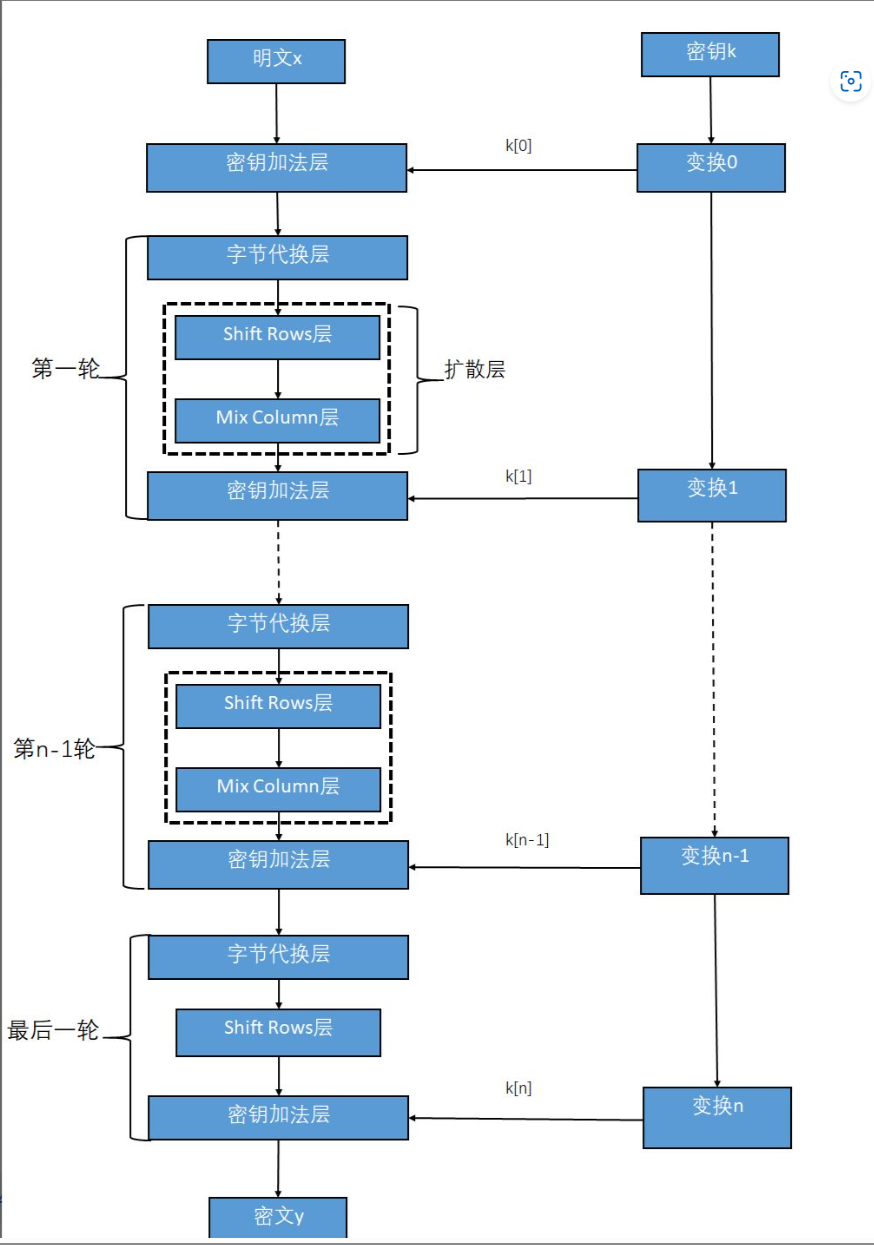 明文x
密钥k
k[0]
密钥加法层
变换0
字节代换层
Shift Rows层
第一轮
扩散层
Mix Column层
k[1]
密钥加法层
变换1
字节代换层
Shift Rows层
第n-1轮
Mix Column层
k[n-1]
密钥加法层
变换n-1
字节代换层
Shift Rows层
最后一轮
k[n]
密钥加法层
变换n
密文y